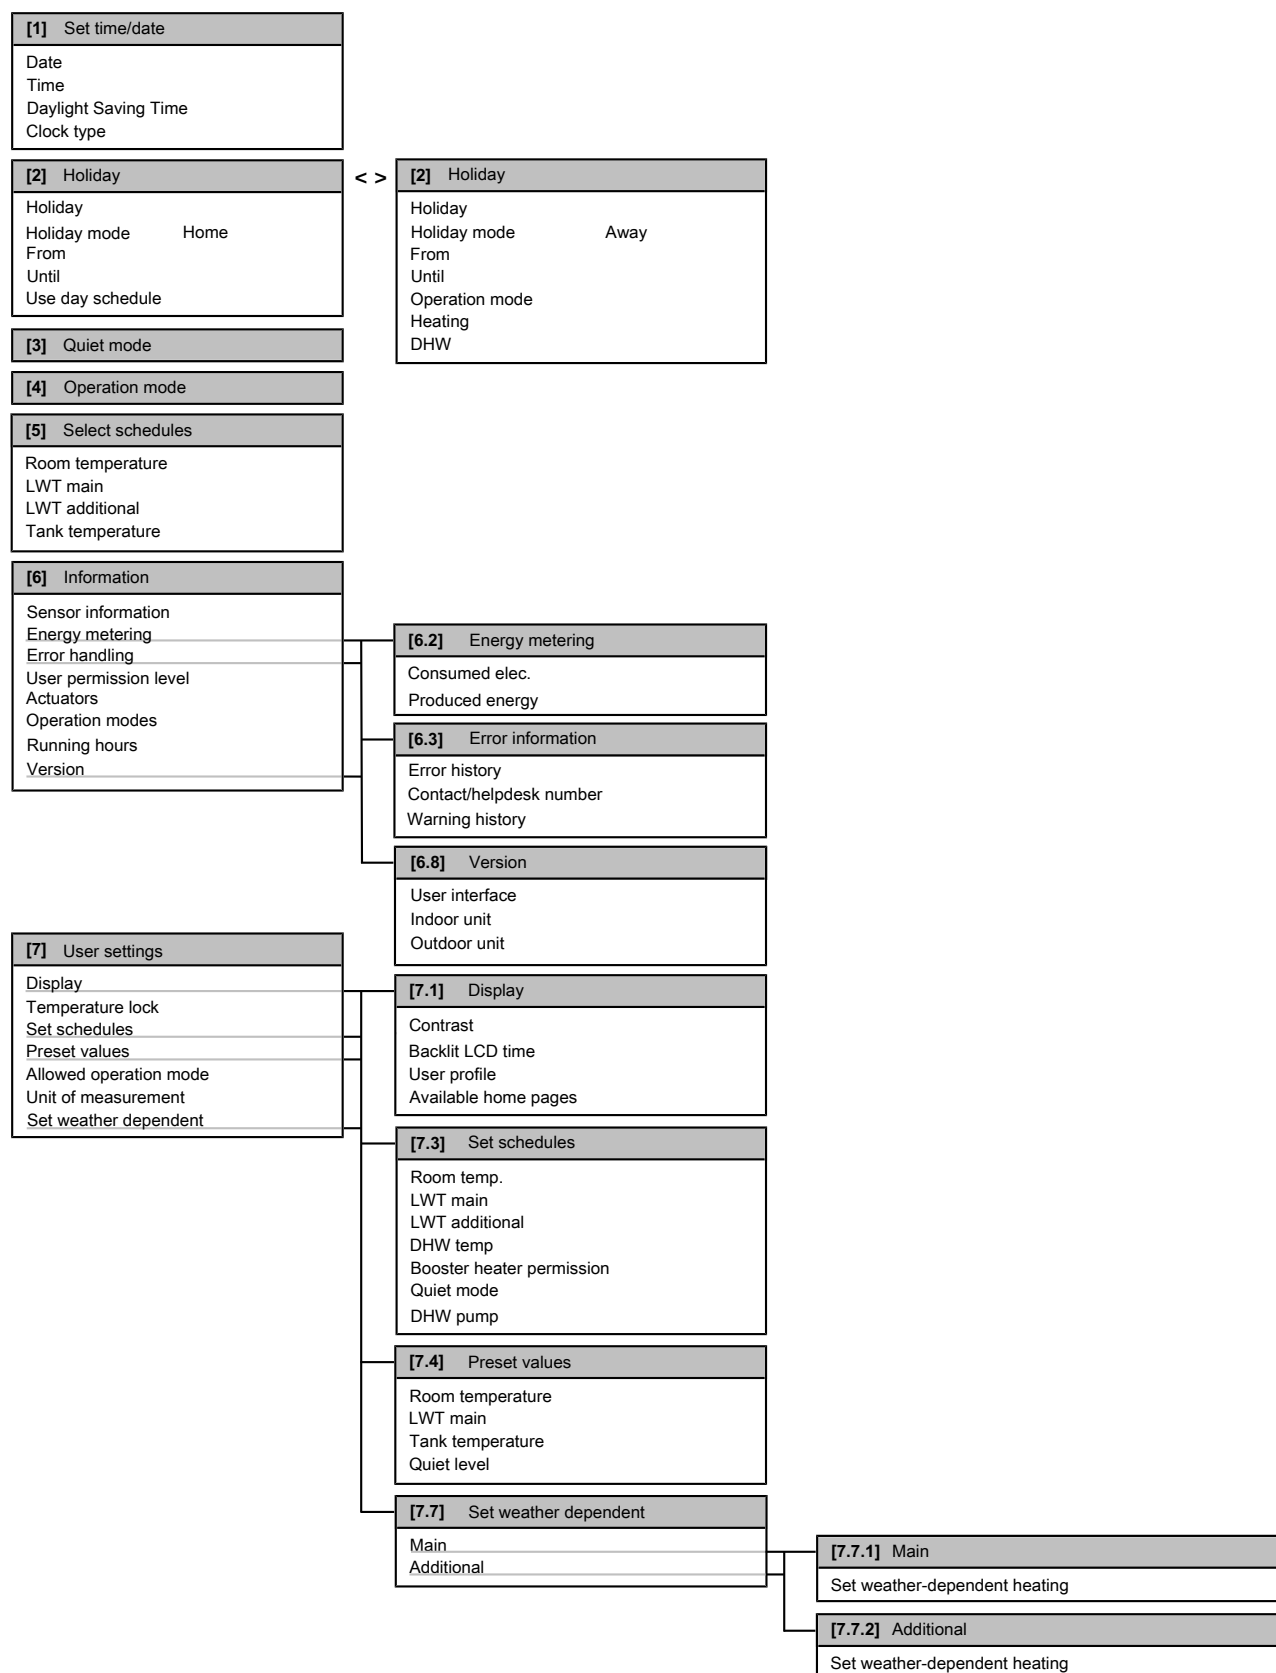 [1] Set time/date
Date
Time
Daylight Saving Time
Clock type
[2] Holiday
Holiday
Holiday mode Home
From
Until
Use day schedule
< >
[2] Holiday
Holiday
Holiday mode Away
From
Until
Operation mode
Heating
DHW
[3] Quiet mode
[4] Operation mode
[5] Select schedules
Room temperature
LWT main
LWT additional
Tank temperature
[6] Information
Sensor information
Energy metering
Error handling
User permission level
Actuators
Operation modes
Running hours
Version
[6.2] Energy metering
Consumed elec.
Produced energy
[6.3] Error information
Error history
Contact/helpdesk number
Warning history
[6.8] Version
User interface
Indoor unit
Outdoor unit
[7] User settings
Display
Temperature lock
Set schedules
Preset values
Allowed operation mode
Unit of measurement
Set weather dependent
[7.1] Display
Contrast
Backlit LCD time
User profile
Available home pages
[7.3] Set schedules
Room temp.
LWT main
LWT additional
DHW temp
Booster heater permission
Quiet mode
DHW pump
[7.4] Preset values
Room temperature
LWT main
Tank temperature
Quiet level
[7.7] Set weather dependent
Main
Additional
[7.7.1] Main
Set weather-dependent heating
[7.7.2] Additional
Set weather-dependent heating